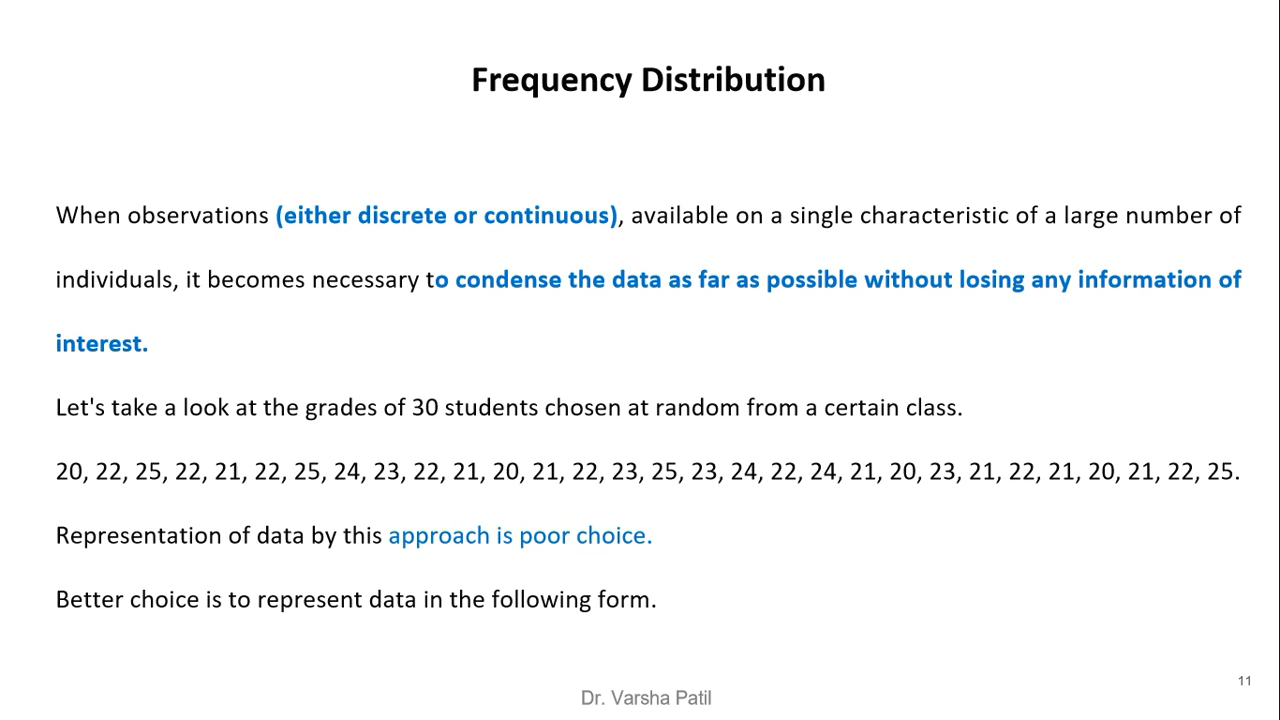 Frequency Distribution
When observations (either discrete or continuous), available on a single characteristic of a large number of
individuals, it becomes necessary to condense the data as far as possible without losing any information of
interest.
Let's take a look at the grades of 30 students chosen at random from a certain class.
20, 22, 25, 22, 21, 22, 25, 24, 23, 22, 21, 20, 21, 22, 23, 25, 23, 24, 22, 24, 21, 20, 23, 21, 22, 21, 20, 21, 22, 25.
Representation of data by this approach is poor choice.
Better choice is to represent data in the following form.
11
Dr. Varsha Patil